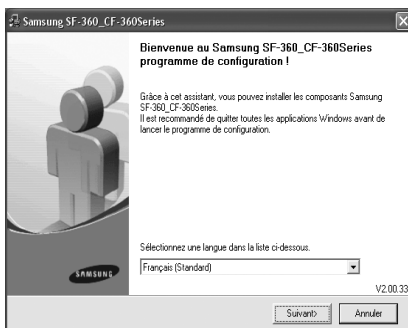 Samsung SF-360_CF-360Series
Bienvenue au Samsung SF-360_CF-360Series
programme de configuration !
Grâce à cet assistant, vous pouvez installer les composants Samsung
SF-360_CF-360Series.
Il est recommandé de quitter toutes les applications Windows avant de
lancer le programme de configuration.
Sélectionnez une langue dans la liste ci-dessous.
SAMSUNG
Français (Standard)
V2.00.33
Suivant>
Annuler